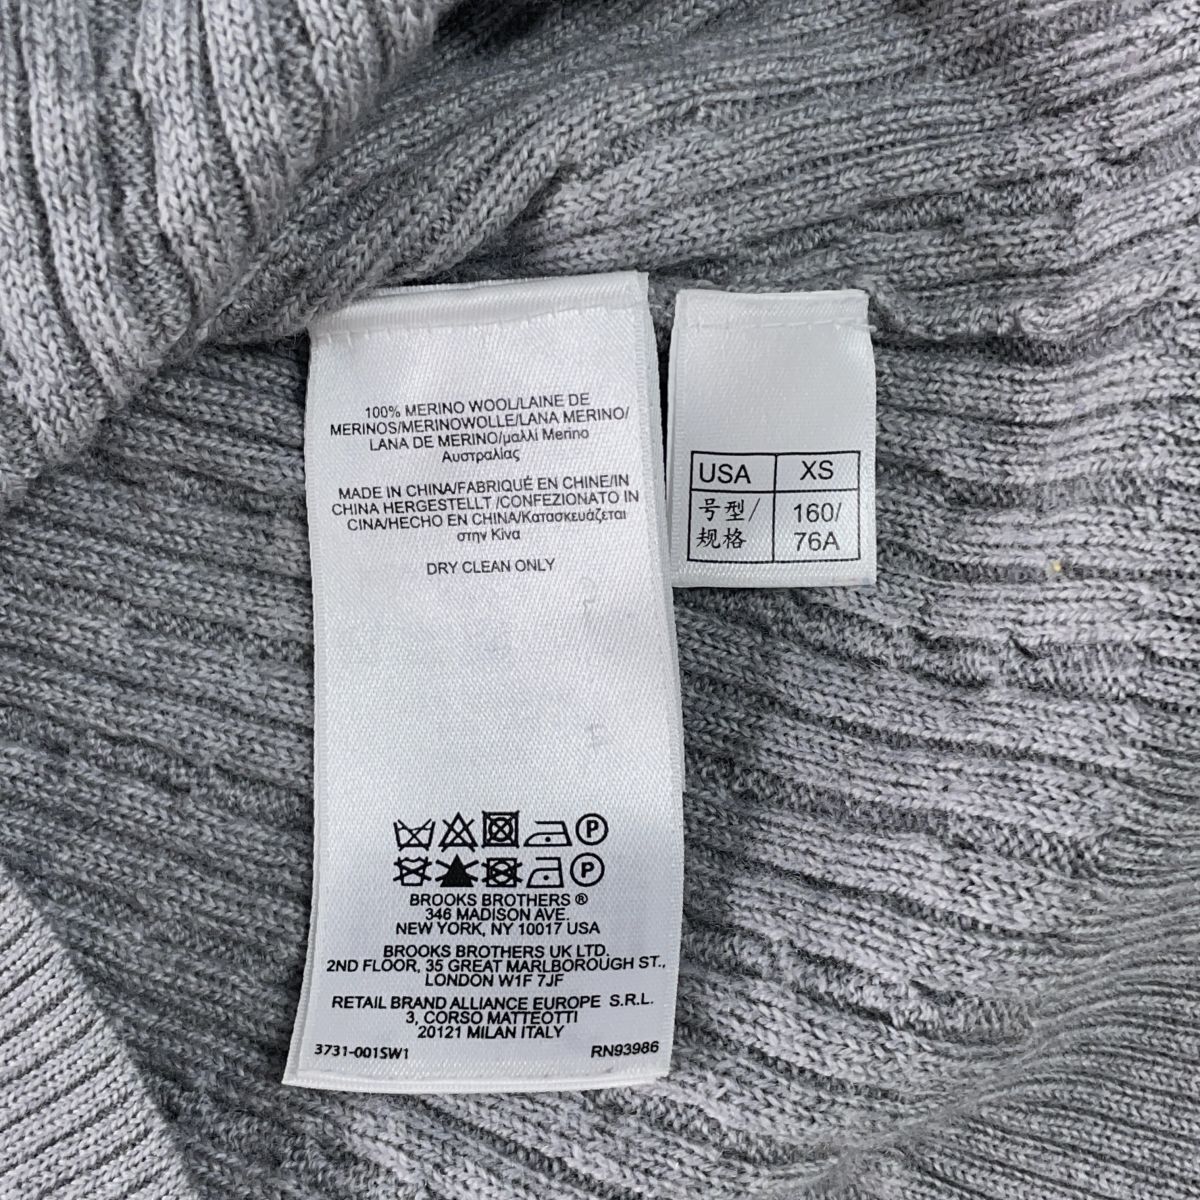 100% MERINO WOOL/LAINE DE
MERINOS/MERINOWOLLE/LANA MERINO/
LANA DE MERINO/μαλλί Merino
Αυστραλίας
MADE IN CHINA/FABRIQUÉ EN CHINE/IN
CHINA HERGESTELLT /CONFEZIONATO IN
CINA/HECHO EN CHINA/Κατασκευάζεται
στην Κίνα
DRY CLEAN ONLY
P
P
BROOKS BROTHERS ®
346 MADISON AVE.
NEW YORK, NY 10017 USA
BROOKS BROTHERS UK LTD.
2ND FLOOR, 35 GREAT MARLBOROUGH ST.,
LONDON W1F 7JF
RETAIL BRAND ALLIANCE EUROPE S.R.L.
3, CORSO MATTEOTTI
20121 MILAN ITALY
3731-001SW1 RN93986
USA XS
号型/ 160/
规格 76A